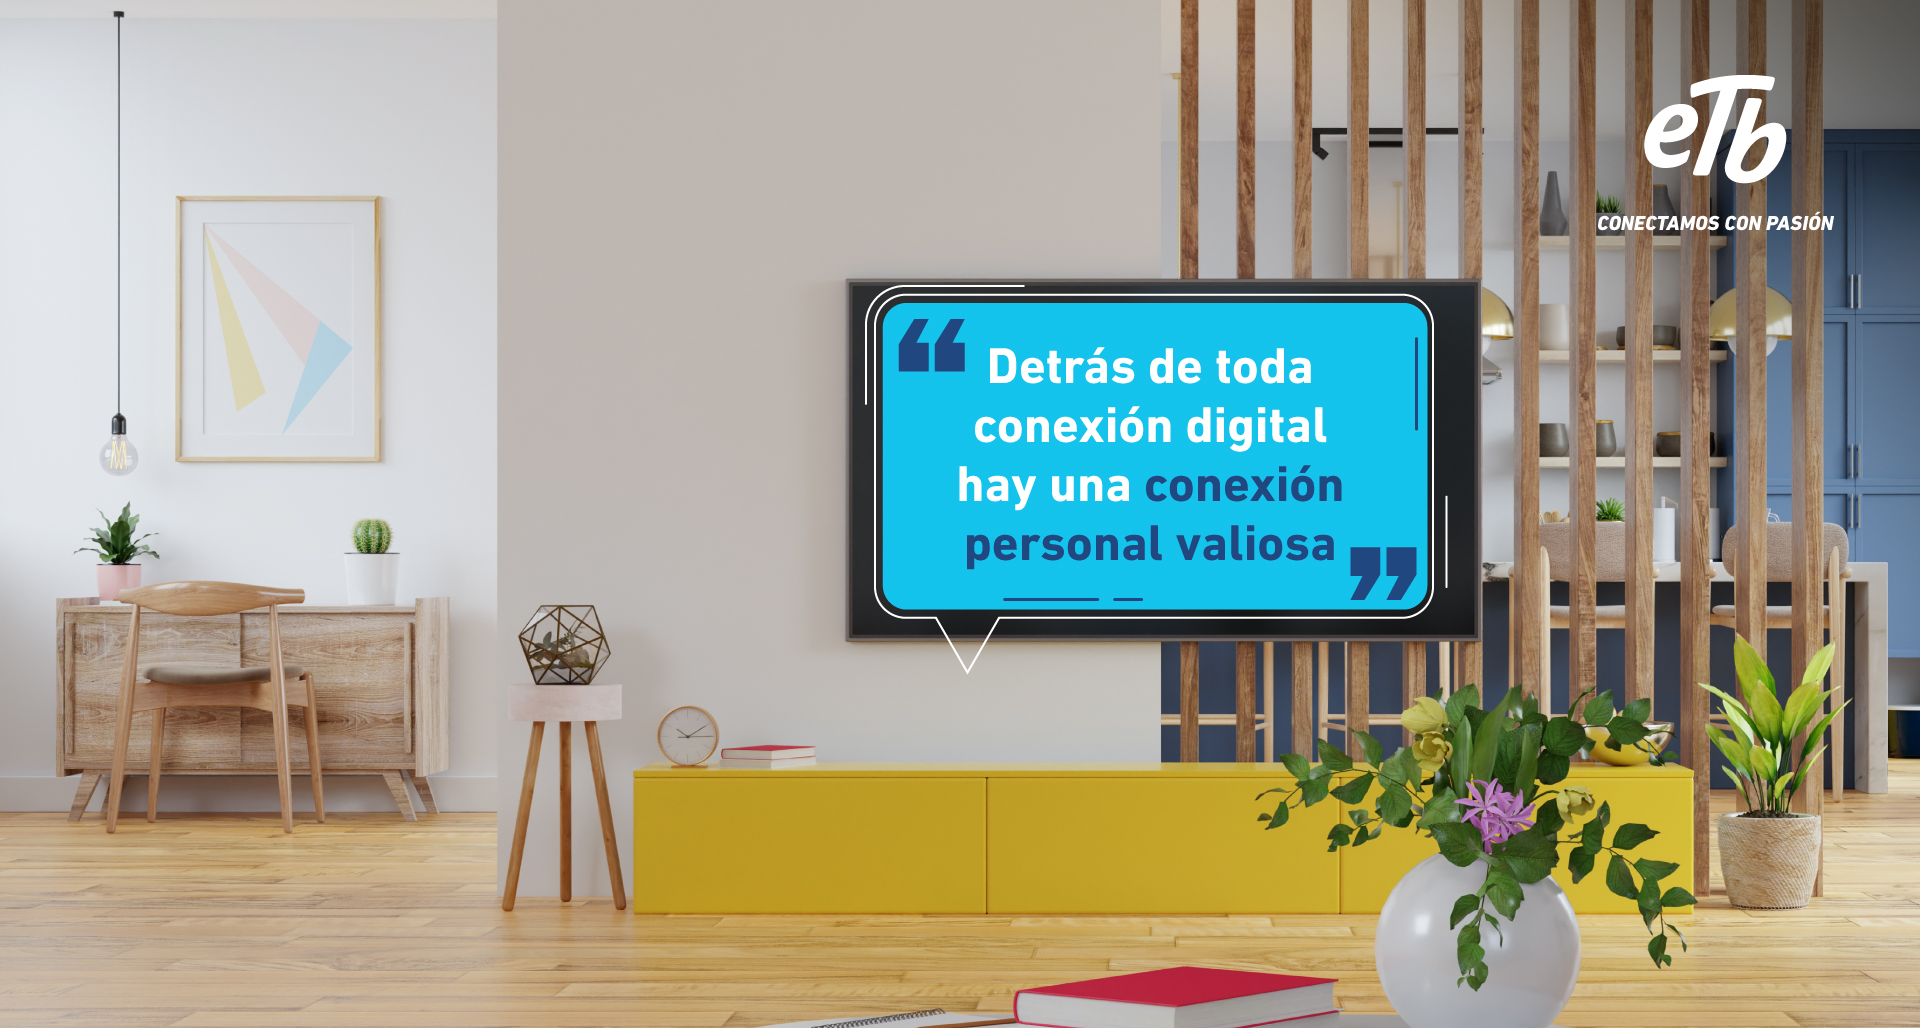 eTb
CONECTAMOS CON PASIÓN
“Detrás de toda
conexión digital
hay una conexión
personal valiosa”